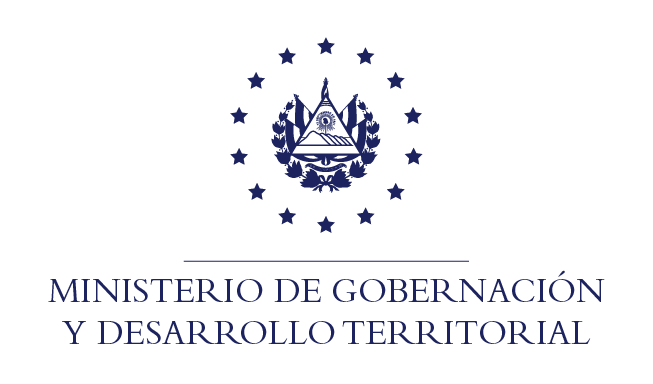 MINISTERIO DE GOBERNACIÓN
Y DESARROLLO TERRITORIAL